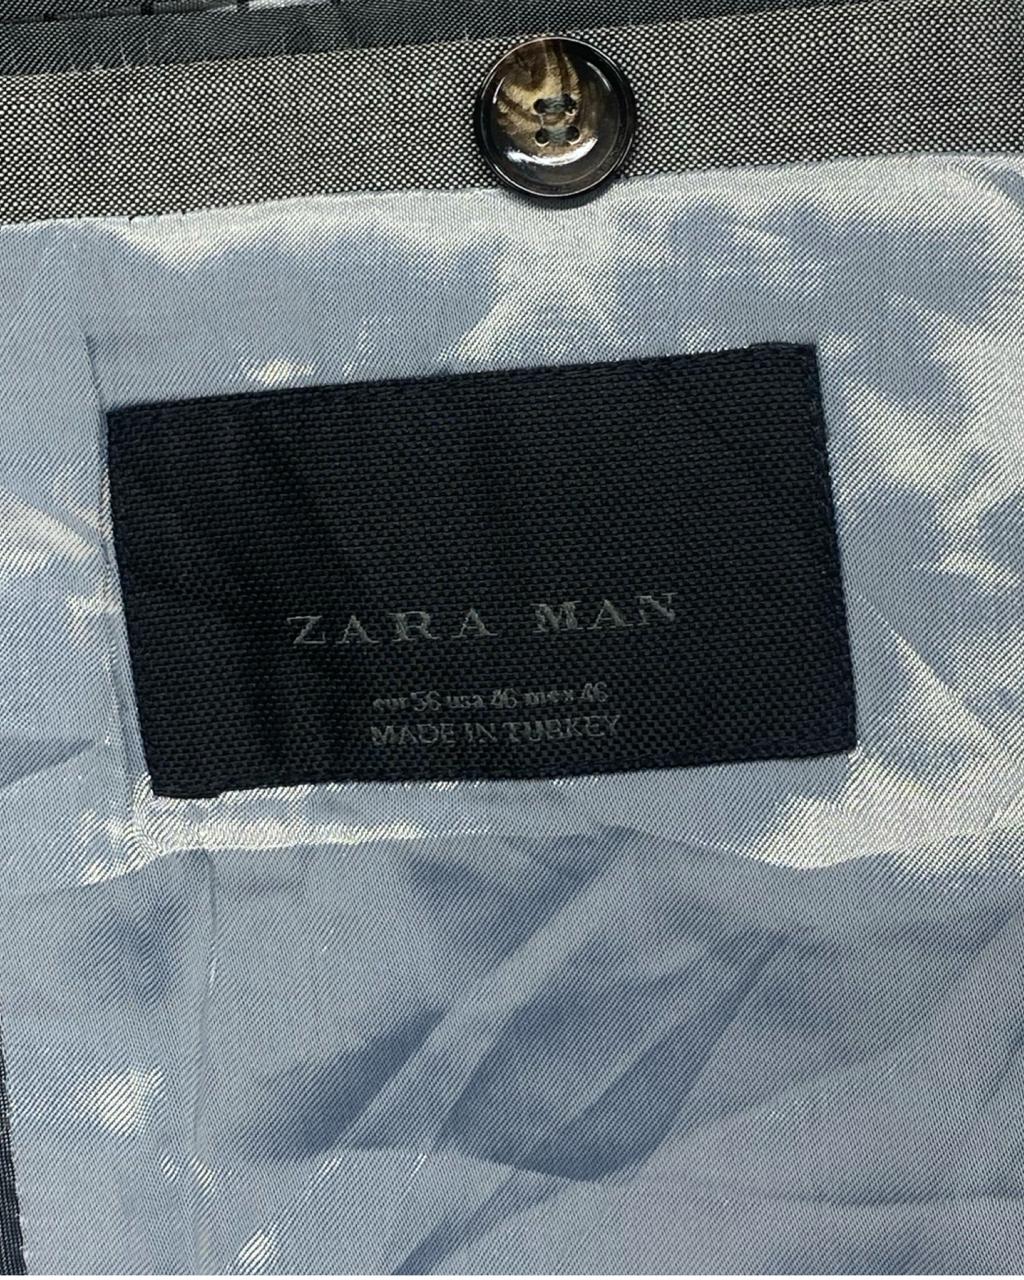 ZARA MAN
eur 56 usa 46 mex 46
MADE IN TURKEY